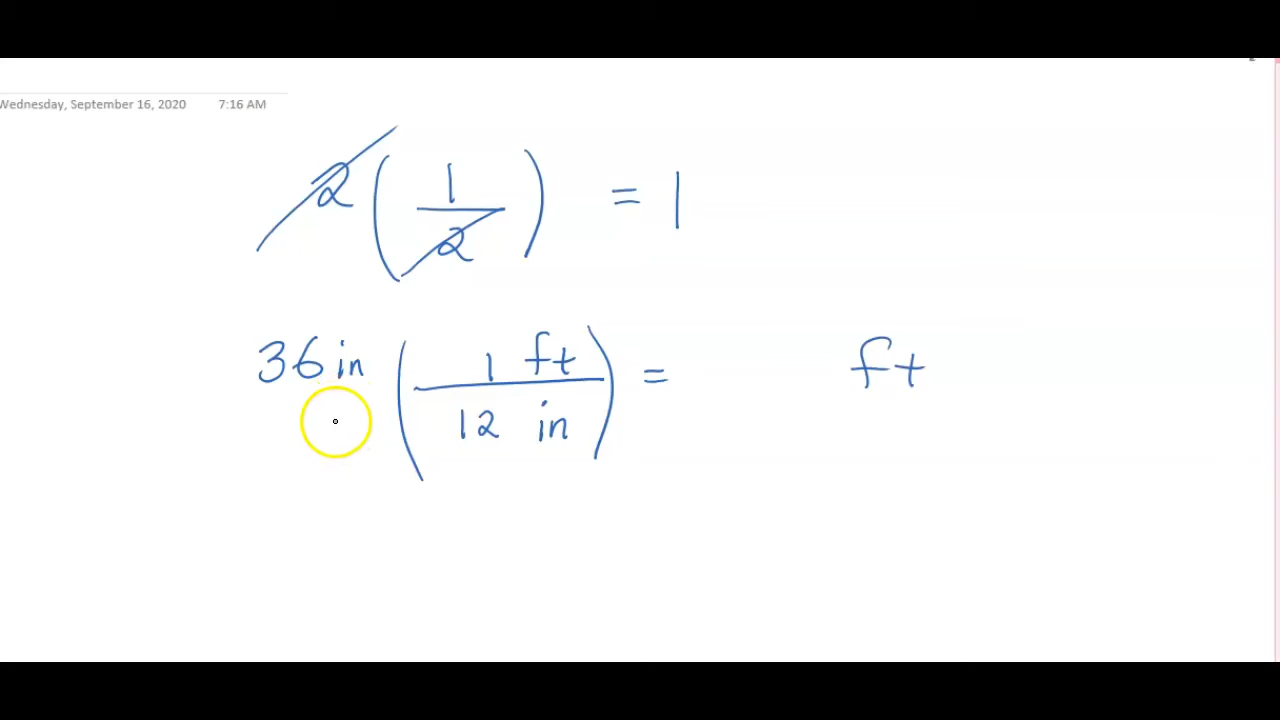 Wednesday, September 16, 2020 7:16 AM
2 ( 1 / 2 ) = 1
36 in ( 1 ft / 12 in ) = ft